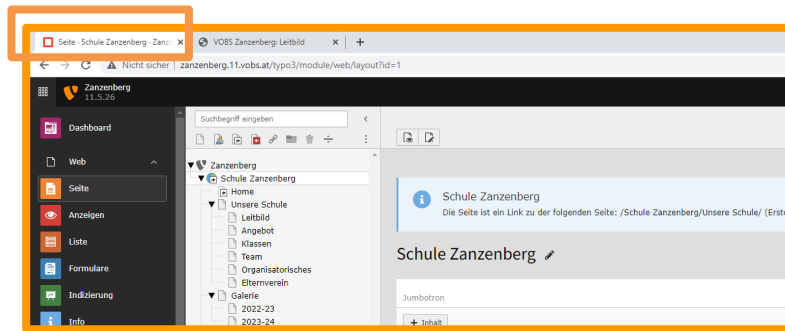 Seite · Schule Zanzenberg · Zanz
VOBS Zanzenberg: Leitbild
Nicht sicher | zanzenberg.11.vobs.at/typo3/module/web/layout?id=1
Zanzenberg
11.5.26
Dashboard
Web
Seite
Anzeigen
Liste
Formulare
Indizierung
Info
Suchbegriff eingeben
Zanzenberg
Schule Zanzenberg
Home
Unsere Schule
Leitbild
Angebot
Klassen
Team
Organisatorisches
Elternverein
Galerie
2022-23
2023-24
Schule Zanzenberg
Die Seite ist ein Link zu der folgenden Seite: /Schule Zanzenberg/Unsere Schule/ (Erste
Schule Zanzenberg
Jumbotron
+ Inhalt